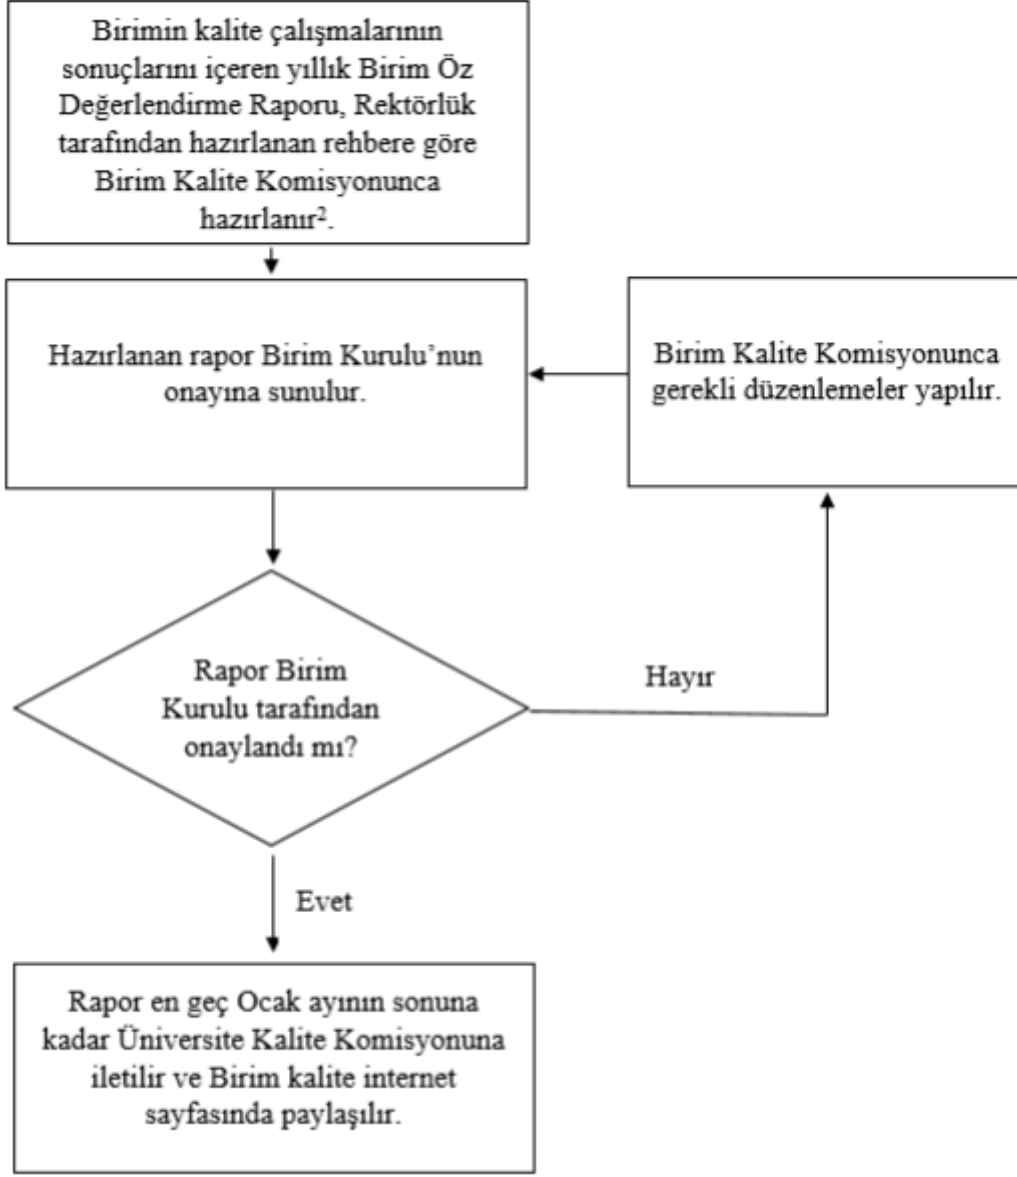 Birimin kalite çalışmalarının
sonuçlarını içeren yıllık Birim Öz
Değerlendirme Raporu, Rektörlük
tarafından hazırlanan rehbere göre
Birim Kalite Komisyonunca
hazırlanır².
Hazırlanan rapor Birim Kurulu’nun
onayına sunulur.
Birim Kalite Komisyonunca
gerekli düzenlemeler yapılır.
Rapor Birim
Kurulu tarafından
onaylandı mı?
Hayır
Evet
Rapor en geç Ocak ayının sonuna
kadar Üniversite Kalite Komisyonuna
iletilir ve Birim kalite internet
sayfasında paylaşılır.